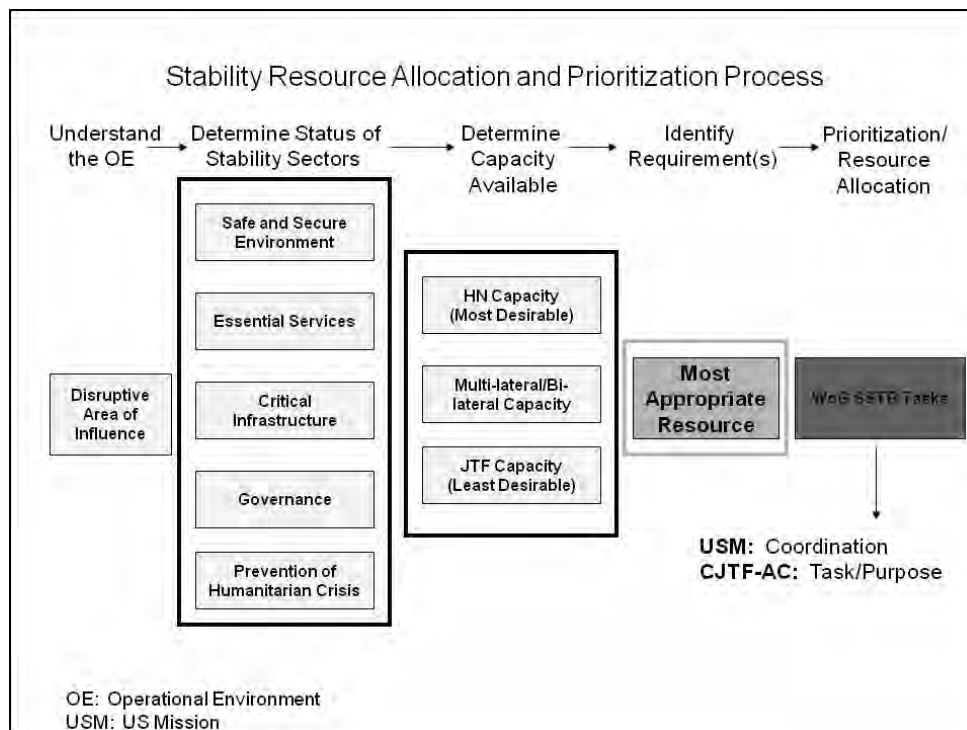 Stability Resource Allocation and Prioritization Process
Understand
the OE
Determine Status of
Stability Sectors
Determine
Capacity
Available
Identify
Requirement(s)
Prioritization/
Resource
Allocation
Disruptive
Area of
Influence
Safe and Secure
Environment
Essential Services
Critical
Infrastructure
Governance
Prevention of
Humanitarian Crisis
HN Capacity
(Most Desirable)
Multi-lateral/Bi-
lateral Capacity
JTF Capacity
(Least Desirable)
Most
Appropriate
Resource
WoG SSTR Tasks
USM: Coordination
CJTF-AC: Task/Purpose
OE: Operational Environment
USM: US Mission